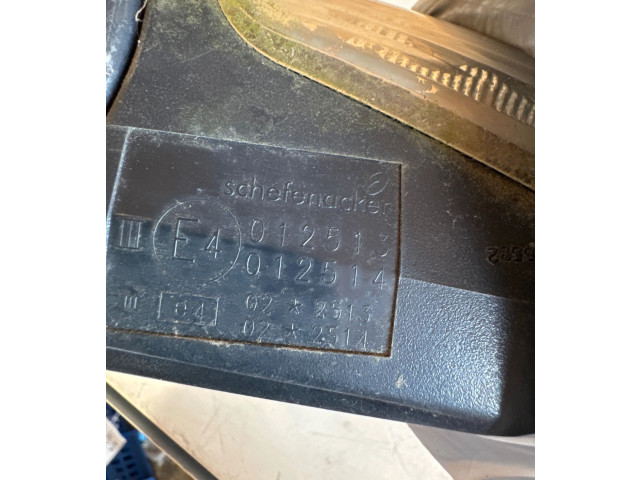 schefenacker
III E4 012513
012514
III e4 02 * 2513
02 * 2514